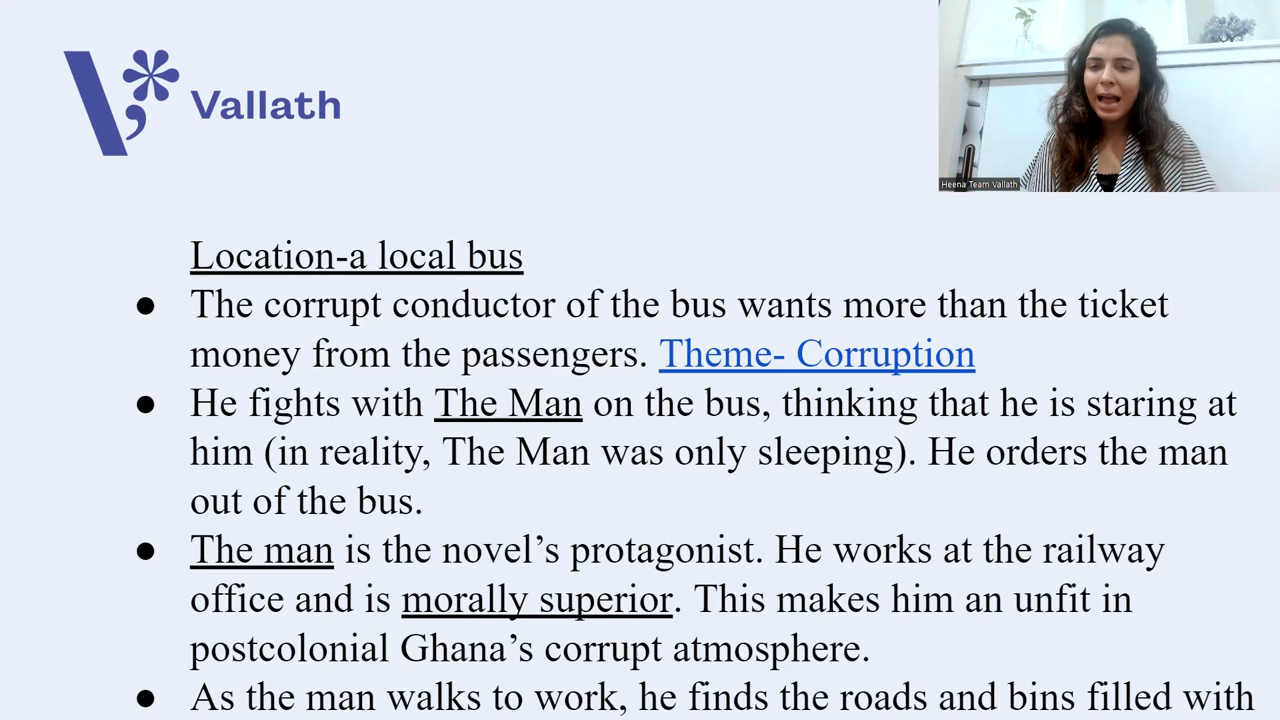 Vallath
Heena Team Vallath
Location-a local bus
● The corrupt conductor of the bus wants more than the ticket
money from the passengers. Theme- Corruption
● He fights with The Man on the bus, thinking that he is staring at
him (in reality, The Man was only sleeping). He orders the man
out of the bus.
● The man is the novel’s protagonist. He works at the railway
office and is morally superior. This makes him an unfit in
postcolonial Ghana’s corrupt atmosphere.
● As the man walks to work, he finds the roads and bins filled with